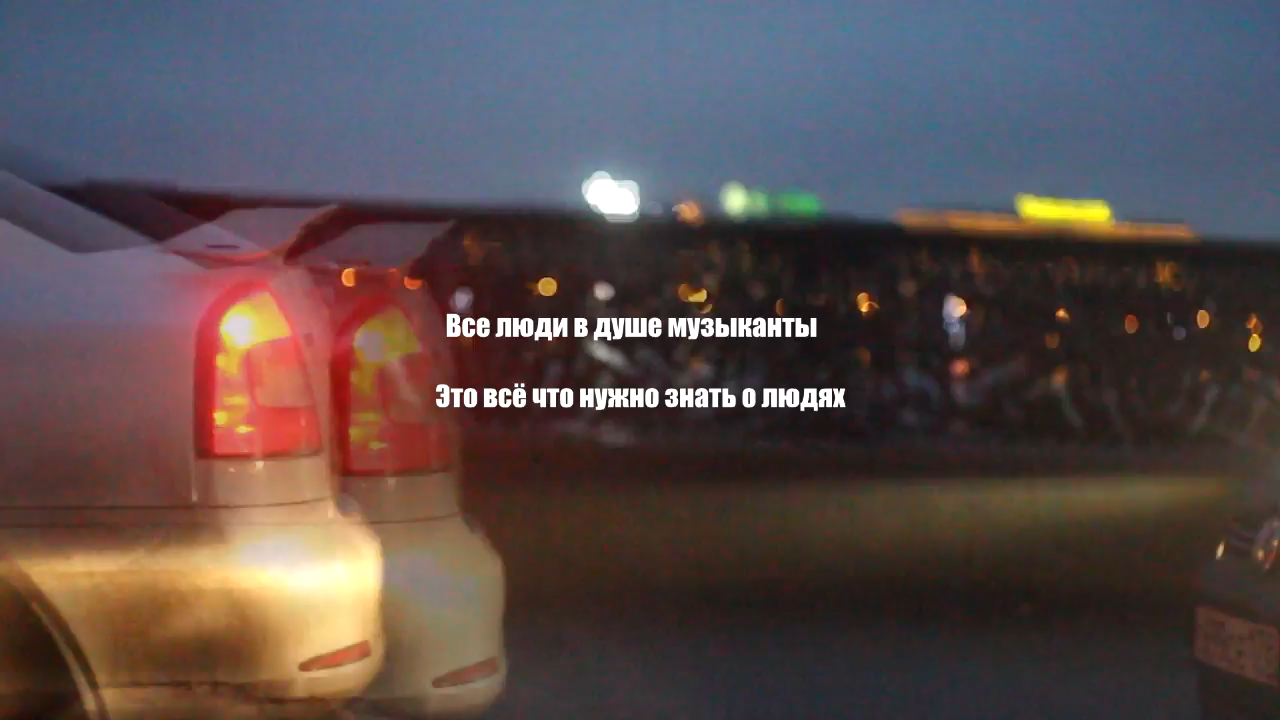 Все люди в душе музыканты
Это всё что нужно знать о людях